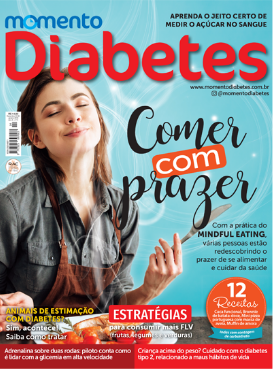 APRENDA O JEITO CERTO DE
MEDIR O AÇÚCAR NO SANGUE
momento
Diabetes
www.momentodiabetes.com.br
@momentodiabetes
Comer
com
prazer
Com a prática do
MINDFUL EATING,
várias pessoas estão
redescobrindo o
prazer de se alimentar
e cuidar da saúde
12
Receitas
ANIMAIS DE ESTIMAÇÃO
COM DIABETES?
Sim, acontece!
Saiba como tratar
ESTRATÉGIAS
para consumir mais FLV
(frutas, legumes e verduras)
Adrenalina sobre duas rodas: piloto conta como
é lidar com a glicemia em alta velocidade
Criança acima do peso? Cuidado com o diabetes
tipo 2, relacionado a maus hábitos de vida